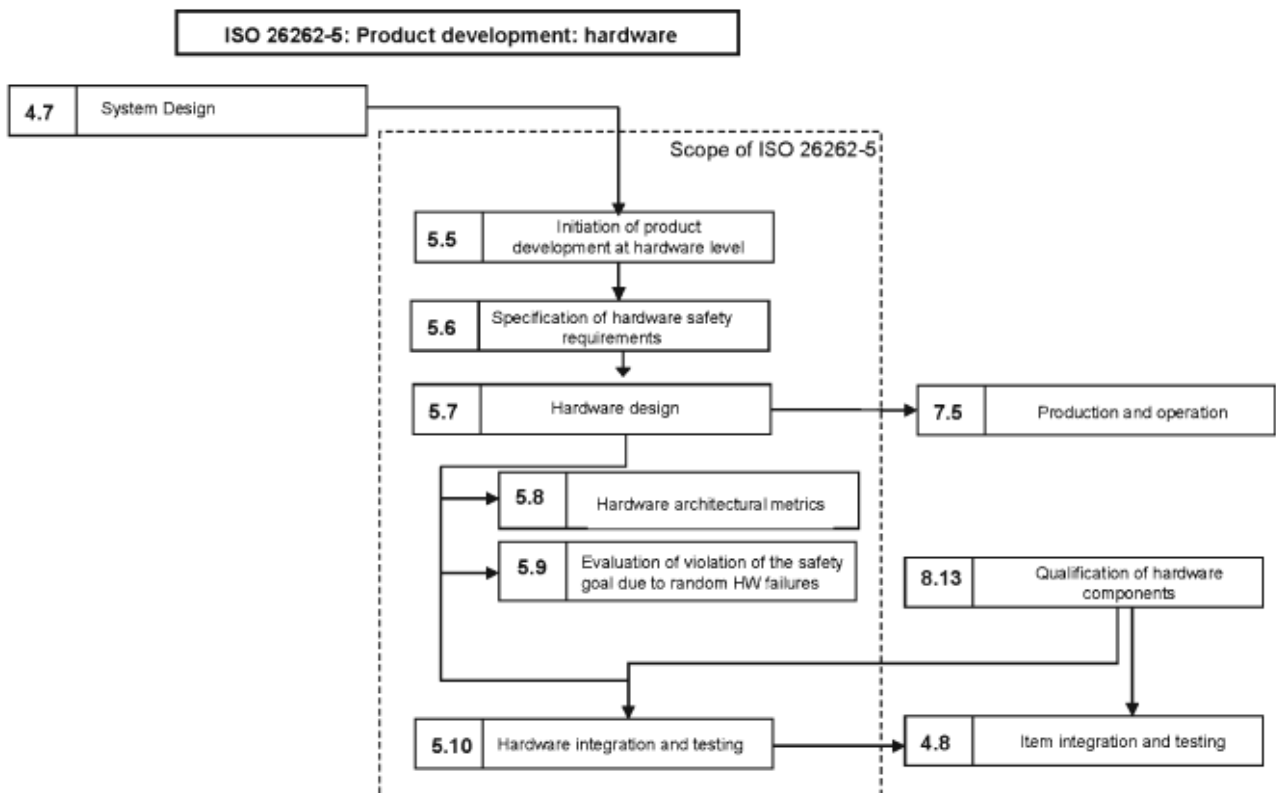 ISO 26262-5: Product development: hardware
4.7
System Design
Scope of ISO 26262-5
5.5
Initiation of product
development at hardware level
5.6
Specification of hardware safety
requirements
5.7
Hardware design
7.5
Production and operation
5.8
Hardware architectural metrics
5.9
Evaluation of violation of the safety
goal due to random HW failures
8.13
Qualification of hardware
components
5.10
Hardware integration and testing
4.8
Item integration and testing